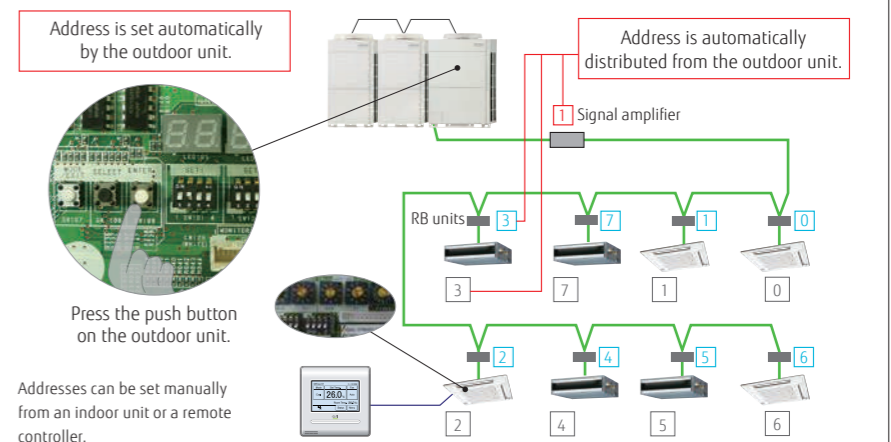 Address is set automatically
by the outdoor unit.
Address is automatically
distributed from the outdoor unit.
1 Signal amplifier
MODE SELECT ENTER
RB units 3 7 1 0
3 7 1 0
Press the push button
on the outdoor unit.
2 4 5 6
26.0
2 4 5 6
Addresses can be set manually
from an indoor unit or a remote
controller.